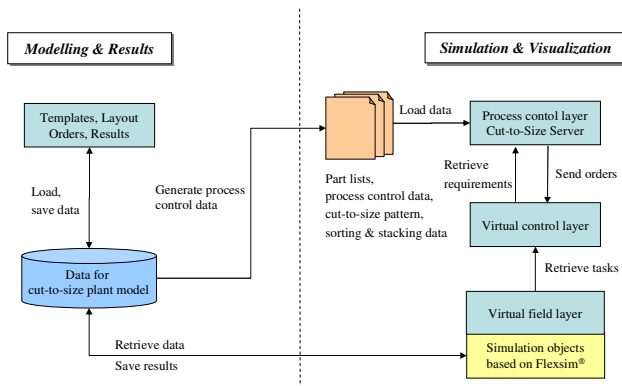 Modelling & Results
Simulation & Visualization
Templates, Layout
Orders, Results
Load,
save data
Generate process
control data
Data for
cut-to-size plant model
Retrieve data
Save results
Part lists,
process control data,
cut-to-size pattern,
sorting & stacking data
Load data
Process contol layer
Cut-to-Size Server
Retrieve
requirements
Send orders
Virtual control layer
Retrieve tasks
Virtual field layer
Simulation objects
based on Flexsim®